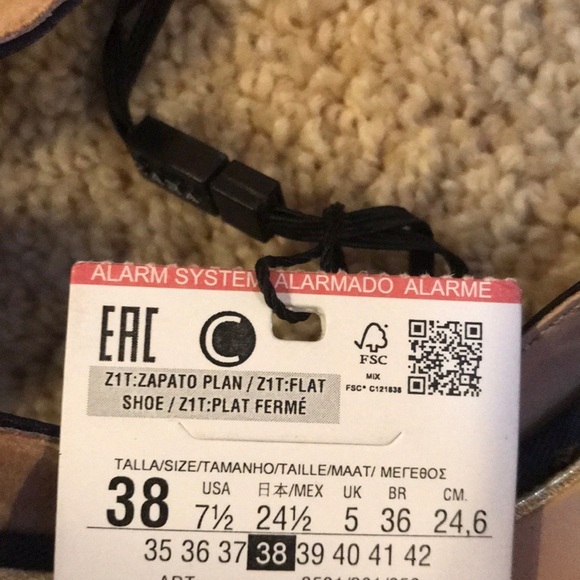 ALARM SYSTEM ALARMADO ALARME
EAC
C
FSC
MIX
FSC® C121838
Z1T:ZAPATO PLAN / Z1T:FLAT
SHOE / Z1T:PLAT FERMÉ
TALLA/SIZE/TAMANHO/TAILLE/MAAT/ ΜΕΓΕΘΟΣ
USA 日本/MEX UK BR CM.
38 7½ 24½ 5 36 24,6
35 36 37 38 39 40 41 42